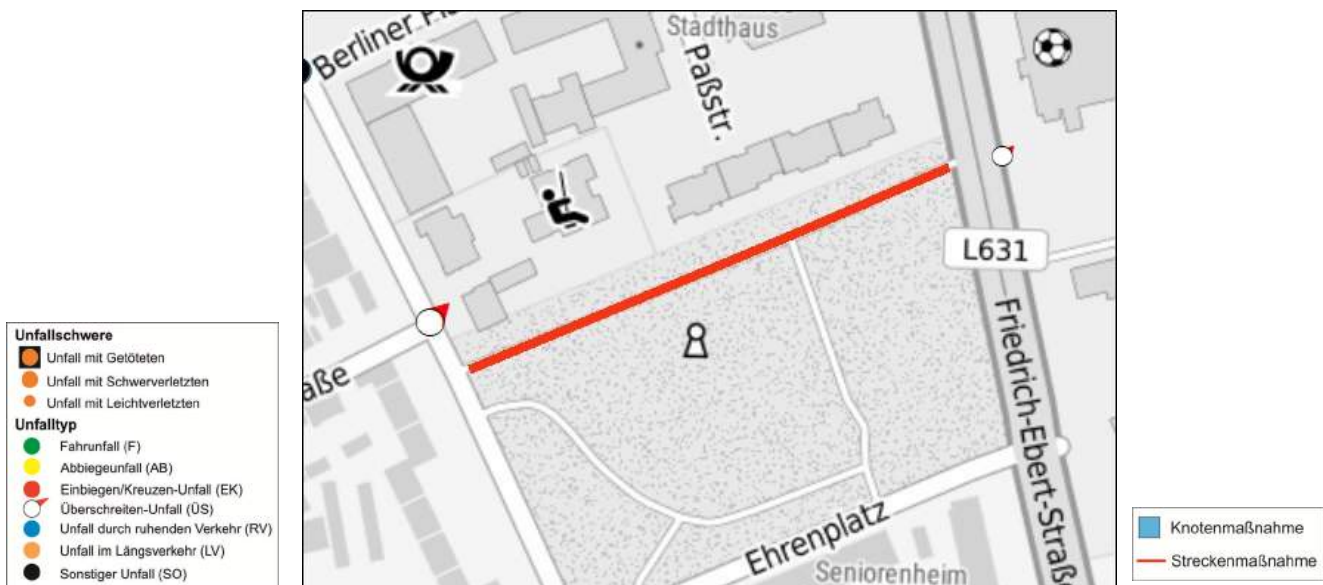 Unfallschwere
Unfall mit Getöteten
Unfall mit Schwerverletzten
Unfall mit Leichtverletzten
Unfalltyp
Fahrunfall (F)
Abbiegeunfall (AB)
Einbiegen/Kreuzen-Unfall (EK)
Überschreiten-Unfall (ÜS)
Unfall durch ruhenden Verkehr (RV)
Unfall im Längsverkehr (LV)
Sonstiger Unfall (SO)
Berliner
Stadthaus
Paßstr.
L631
aße
Friedrich-Ebert-Straß
Ehrenplatz
Seniorenheim
Knotenmaßnahme
Streckenmaßnahme